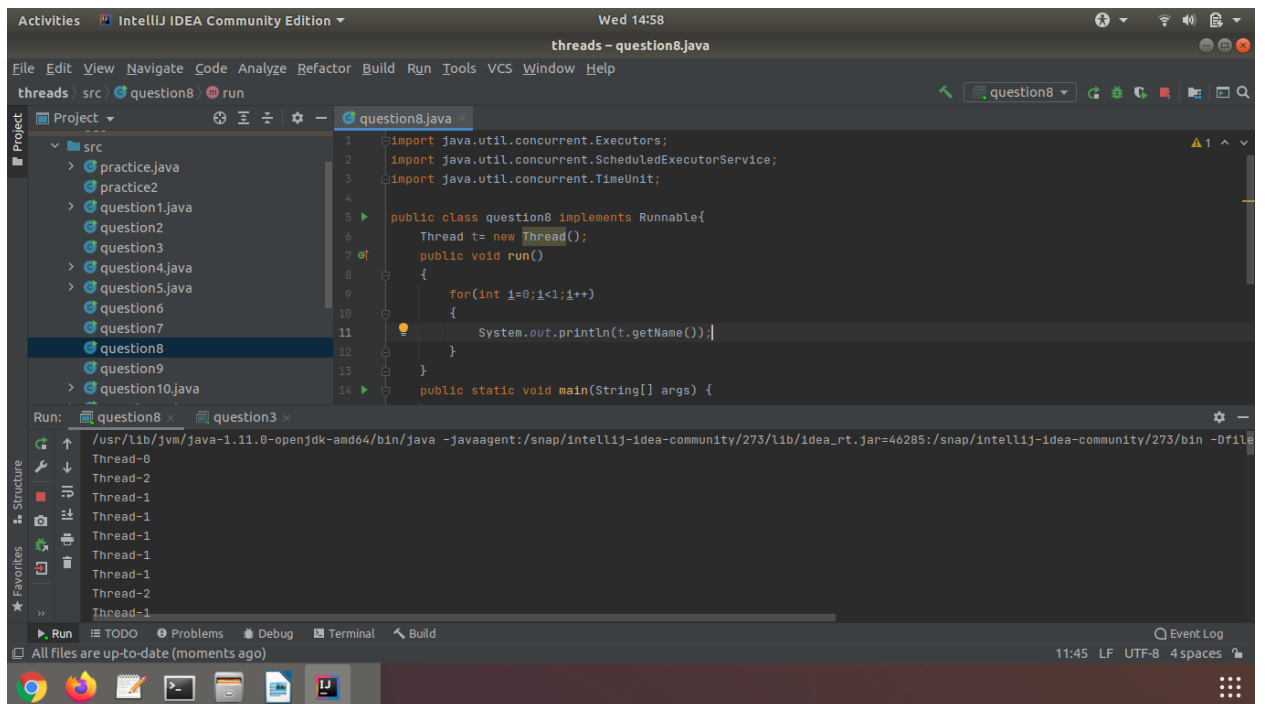 Activities IntelliJ IDEA Community Edition Wed 14:58
threads – question8.java
File Edit View Navigate Code Analyze Refactor Build Run Tools VCS Window Help
threads src question8 run question8
Project Project question8.java
src
practice.java
practice2
question1.java
question2
question3
question4.java
question5.java
question6
question7
question8
question9
question10.java
1 import java.util.concurrent.Executors; 1
2 import java.util.concurrent.ScheduledExecutorService;
3 import java.util.concurrent.TimeUnit;
4
5 public class question8 implements Runnable{
6 Thread t= new Thread();
7 public void run()
8 {
9 for(int i=0;i<1;i++)
10 {
11 System.out.println(t.getName());
12 }
13 }
14 public static void main(String[] args) {
Run: question8 question3
/usr/lib/jvm/java-1.11.0-openjdk-amd64/bin/java -javaagent:/snap/intellij-idea-community/273/lib/idea_rt.jar=46285:/snap/intellij-idea-community/273/bin -Dfile
Thread-0
Thread-2
Thread-1
Thread-1
Thread-1
Thread-1
Thread-1
Thread-2
Thread-1
Structure
Favorites
Run TODO Problems Debug Terminal Build Event Log
All files are up-to-date (moments ago) 11:45 LF UTF-8 4 spaces